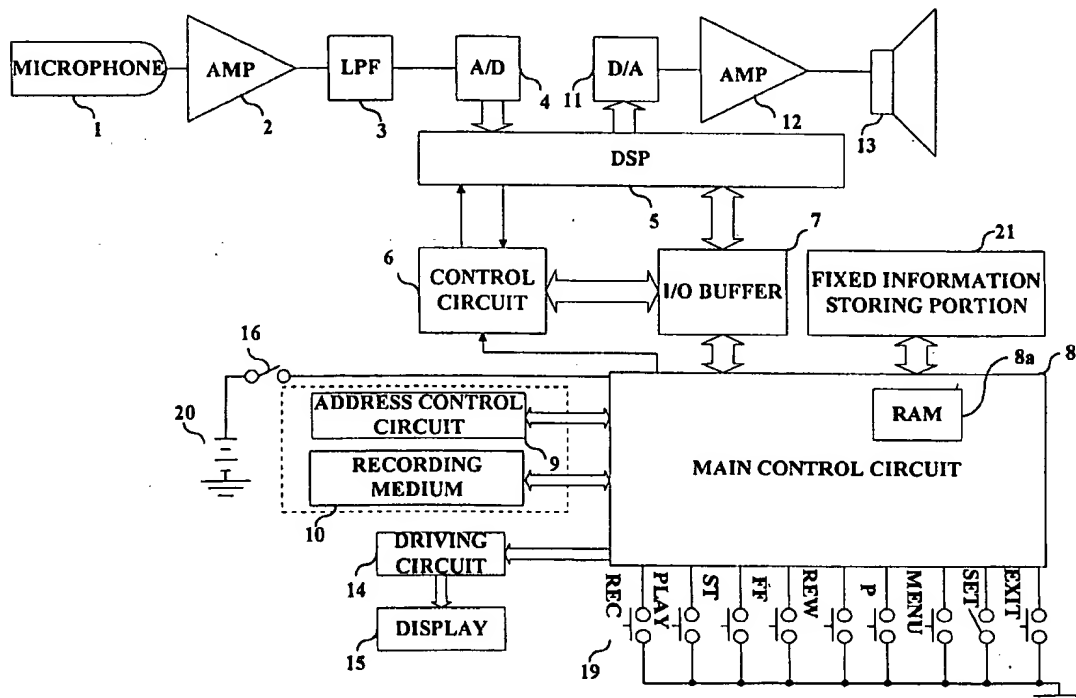 MICROPHONE
1
AMP
2
LPF
3
A/D
4
D/A
11
AMP
12
13
DSP
5
6
CONTROL
CIRCUIT
7
I/O BUFFER
21
FIXED INFORMATION
STORING PORTION
16
20
ADDRESS CONTROL
CIRCUIT
9
RECORDING
MEDIUM
10
8a
8
RAM
MAIN CONTROL CIRCUIT
DRIVING
CIRCUIT
14
DISPLAY
15
REC
PLAY
ST
FF
REW
P
MENU
SET
EXIT
19